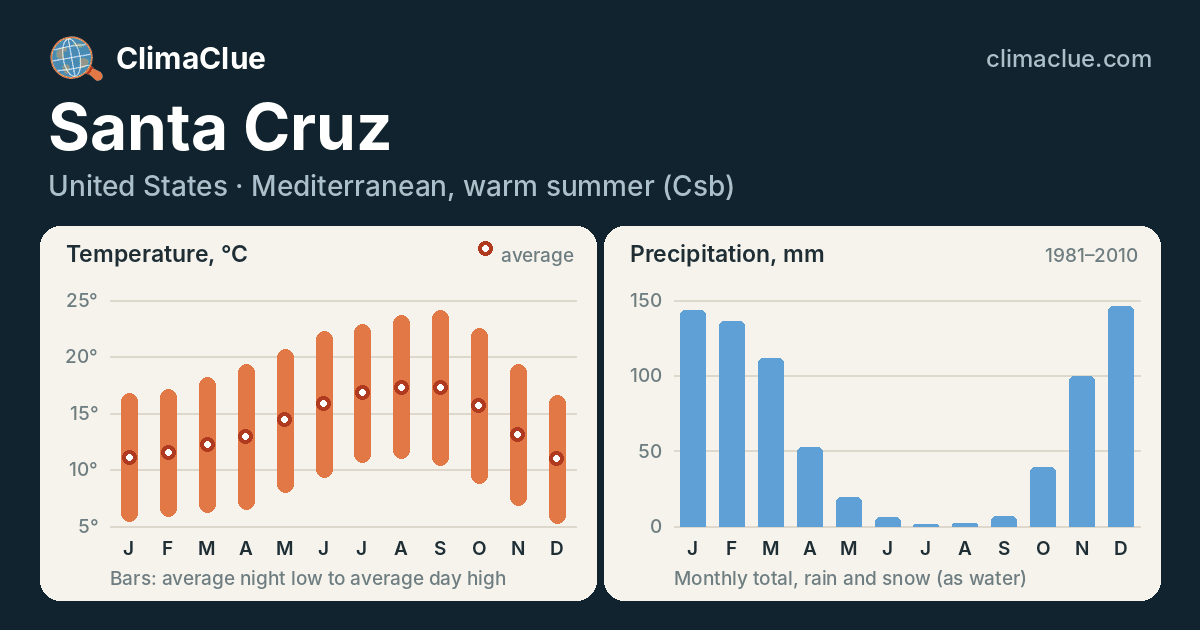 ClimaClue
climaclue.com
Santa Cruz
United States · Mediterranean, warm summer (Csb)
Temperature, °C
average
25°
20°
15°
10°
5°
J F M A M J J A S O N D
Bars: average night low to average day high
Precipitation, mm
1981–2010
150
100
50
0
J F M A M J J A S O N D
Monthly total, rain and snow (as water)